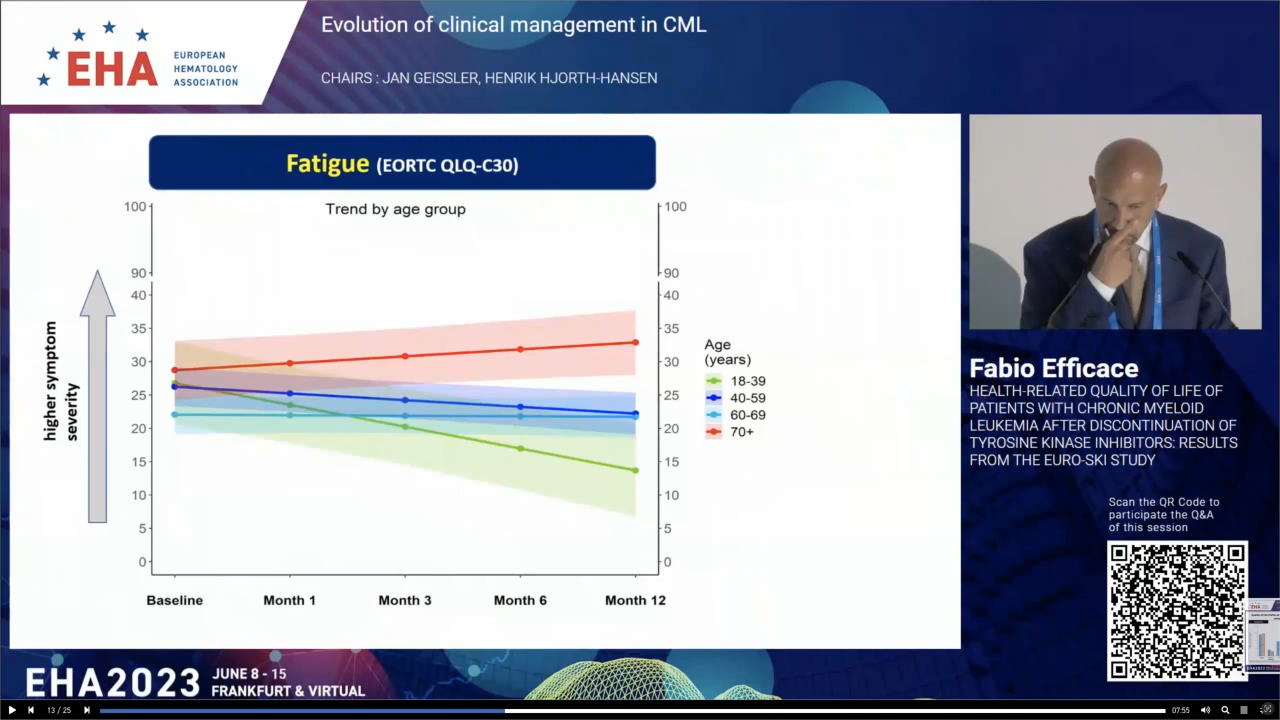 Evolution of clinical management in CML
EHA
EUROPEAN
HEMATOLOGY
ASSOCIATION
CHAIRS : JAN GEISSLER, HENRIK HJORTH-HANSEN
Fatigue (EORTC QLQ-C30)
Trend by age group
100
90
40
35
30
25
20
15
10
5
0
100
90
40
35
30
25
20
15
10
5
0
higher symptom
severity
Baseline
Month 1
Month 3
Month 6
Month 12
Age
(years)
18-39
40-59
60-69
70+
Fabio Efficace
HEALTH-RELATED QUALITY OF LIFE OF
PATIENTS WITH CHRONIC MYELOID
LEUKEMIA AFTER DISCONTINUATION OF
TYROSINE KINASE INHIBITORS: RESULTS
FROM THE EURO-SKI STUDY
Scan the QR Code to
participate the Q&A
of this session
EHA2023
JUNE 8 - 15
FRANKFURT & VIRTUAL
13 / 25
07:55